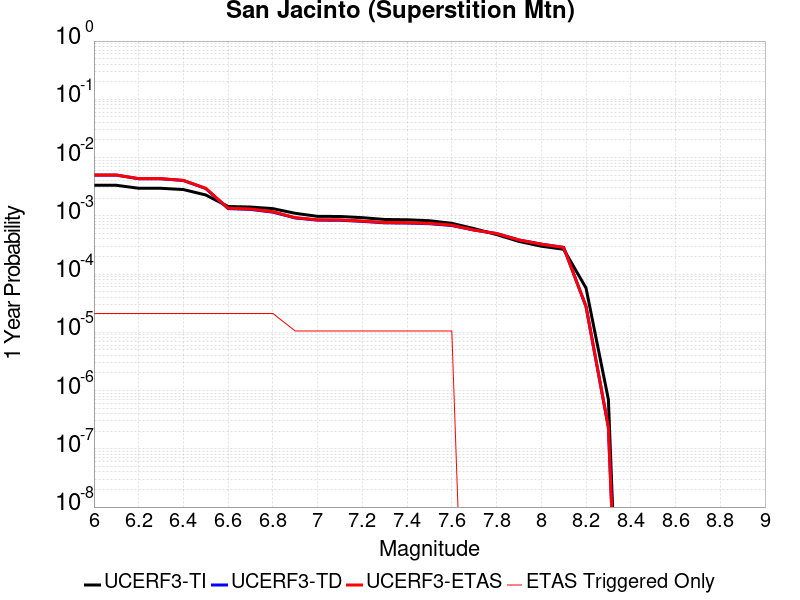 San Jacinto (Superstition Mtn)
10^0
10^-1
10^-2
10^-3
10^-4
10^-5
10^-6
10^-7
10^-8
1 Year Probability
6 6.2 6.4 6.6 6.8 7 7.2 7.4 7.6 7.8 8 8.2 8.4 8.6 8.8 9
Magnitude
UCERF3-TI UCERF3-TD UCERF3-ETAS ETAS Triggered Only